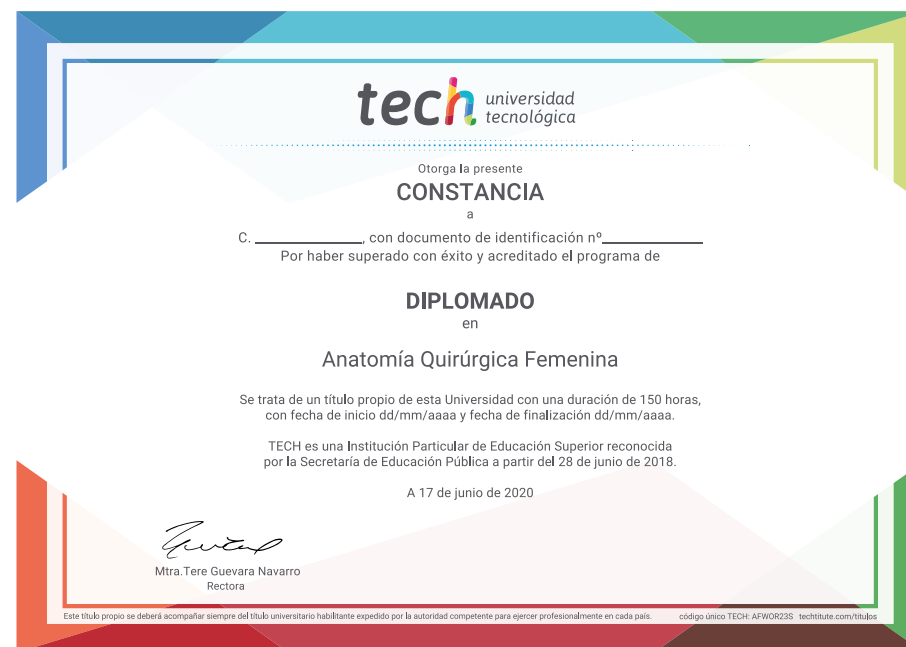 tech universidad
tecnológica
Otorga la presente
CONSTANCIA
a
C. ______________, con documento de identificación nº_____________
Por haber superado con éxito y acreditado el programa de
DIPLOMADO
en
Anatomía Quirúrgica Femenina
Se trata de un título propio de esta Universidad con una duración de 150 horas,
con fecha de inicio dd/mm/aaaa y fecha de finalización dd/mm/aaaa.
TECH es una Institución Particular de Educación Superior reconocida
por la Secretaría de Educación Pública a partir del 28 de junio de 2018.
A 17 de junio de 2020
Mtra.Tere Guevara Navarro
Rectora
Este título propio se deberá acompañar siempre del título universitario habilitante expedido por la autoridad competente para ejercer profesionalmente en cada país. código único TECH: AFWOR23S techtitute.com/titulos